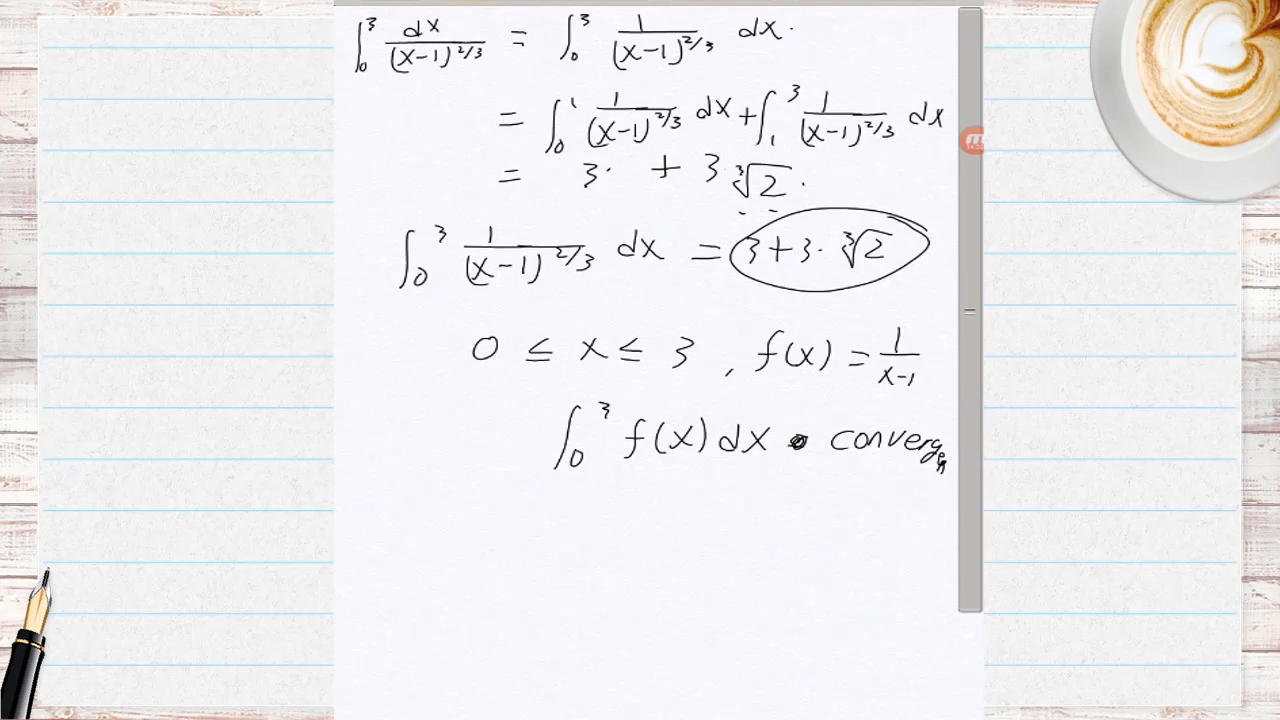 ∫₀³ dx/(x-1)^2/3 = ∫₀³ 1/(x-1)^2/3 dx.
= ∫₀¹ 1/(x-1)^2/3 dx + ∫₁³ 1/(x-1)^2/3 dx
= 3. + 3 ∛2.
∫₀³ 1/(x-1)^2/3 dx = 3+3·∛2
0 ≤ x ≤ 3, f(x) = 1/x-1
∫₀³ f(x) dx